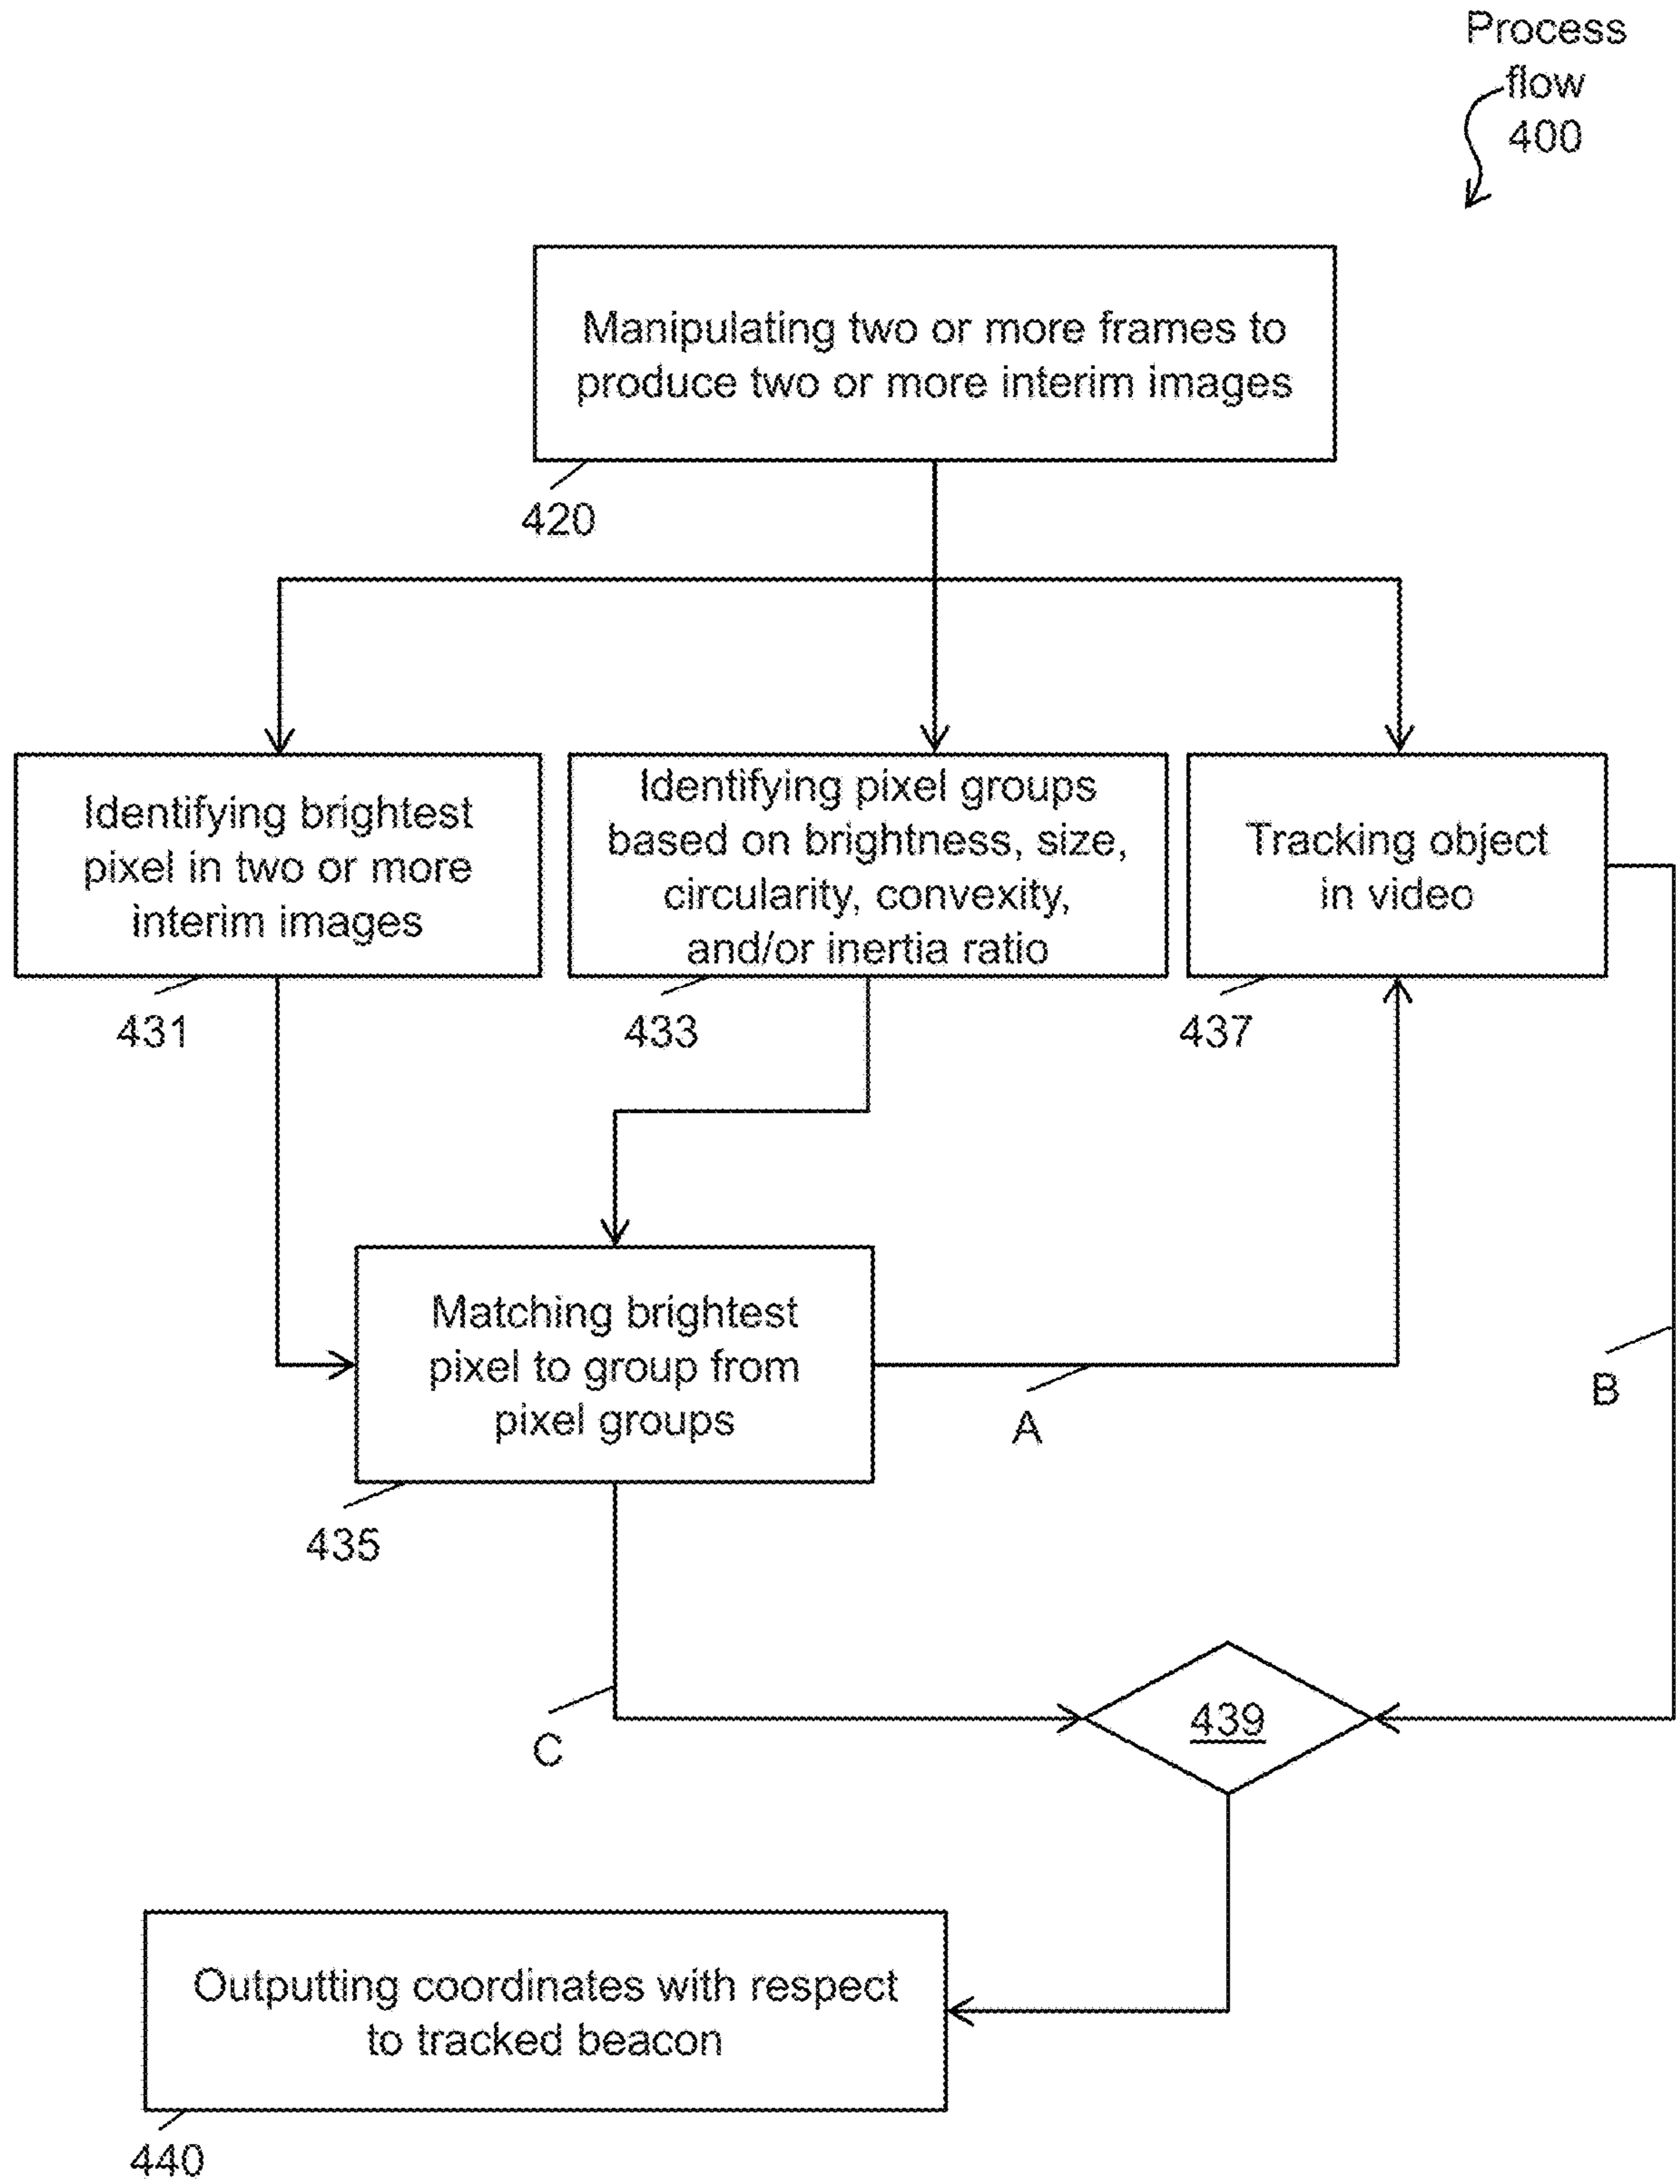 Process
flow
400
Manipulating two or more frames to
produce two or more interim images
420
Identifying brightest
pixel in two or more
interim images
431
Identifying pixel groups
based on brightness, size,
circularity, convexity,
and/or inertia ratio
433
Tracking object
in video
437
Matching brightest
pixel to group from
pixel groups
435
A
B
C
439
Outputting coordinates with respect
to tracked beacon
440